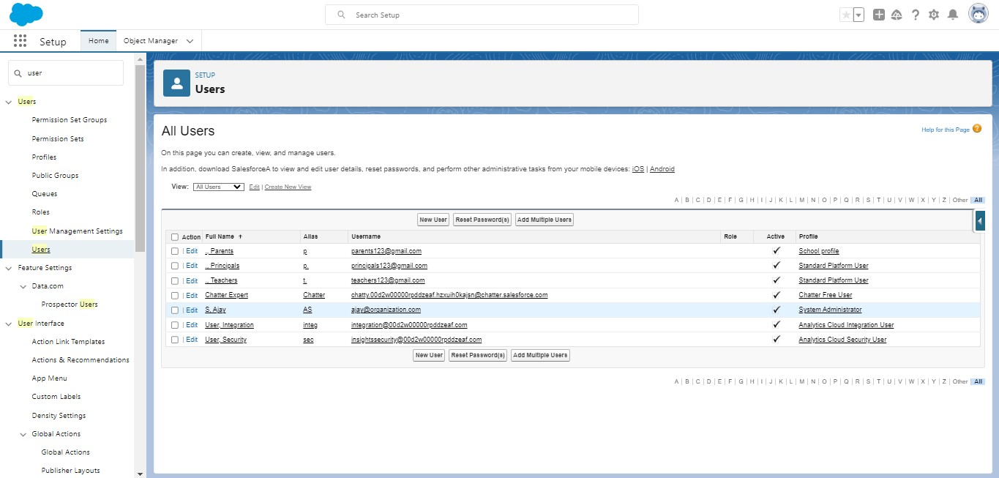 Search Setup
Setup
Home
Object Manager
user
Users
Permission Set Groups
Permission Sets
Profiles
Public Groups
Queues
Roles
User Management Settings
Users
Feature Settings
Data.com
Prospector Users
User Interface
Action Link Templates
Actions & Recommendations
App Menu
Custom Labels
Density Settings
Global Actions
Global Actions
Publisher Layouts
SETUP
Users
All Users
Help for this Page ?
On this page you can create, view, and manage users.
In addition, download SalesforceA to view and edit user details, reset passwords, and perform other administrative tasks from your mobile devices: iOS | Android
View: All Users Edit | Create New View
A | B | C | D | E | F | G | H | I | J | K | L | M | N | O | P | Q | R | S | T | U | V | W | X | Y | Z | Other | All
New User Reset Password(s) Add Multiple Users
Action Full Name ↑ Alias Username Role Active Profile
| Edit ., Parents p parents123@gmail.com ✓ School profile
| Edit ., Principals p. principals123@gmail.com ✓ Standard Platform User
| Edit ., Teachers t. teachers123@gmail.com ✓ Standard Platform User
| Edit Chatter Expert Chatter chatty.00d2w00000rpddzeaf.hzxuih0kajsn@chatter.salesforce.com ✓ Chatter Free User
| Edit S, Ajay AS ajay@organization.com ✓ System Administrator
| Edit User, Integration integ integration@00d2w00000rpddzeaf.com ✓ Analytics Cloud Integration User
| Edit User, Security sec insightssecurity@00d2w00000rpddzeaf.com ✓ Analytics Cloud Security User
New User Reset Password(s) Add Multiple Users
A | B | C | D | E | F | G | H | I | J | K | L | M | N | O | P | Q | R | S | T | U | V | W | X | Y | Z | Other | All